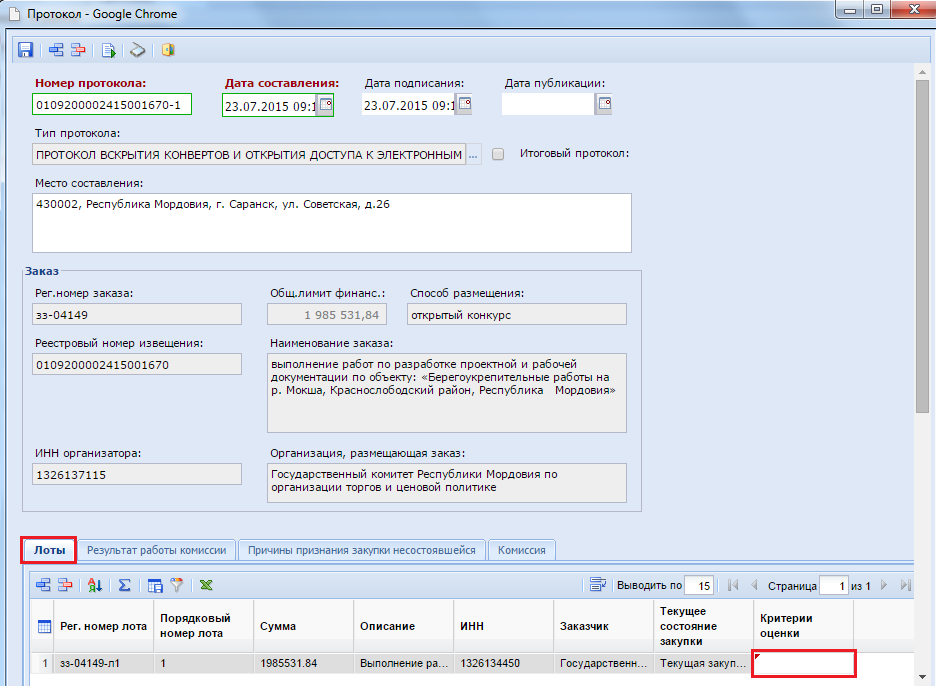 Протокол - Google Chrome
Номер протокола: Дата составления: Дата подписания: Дата публикации:
0109200002415001670-1 23.07.2015 09:1 23.07.2015 09:1
Тип протокола:
ПРОТОКОЛ ВСКРЫТИЯ КОНВЕРТОВ И ОТКРЫТИЯ ДОСТУПА К ЭЛЕКТРОННЫМ ... Итоговый протокол:
Место составления:
430002, Республика Мордовия, г. Саранск, ул. Советская, д.26
Заказ
Рег.номер заказа: Общ.лимит финанс.: Способ размещения:
зз-04149 1 985 531,84 открытый конкурс
Реестровый номер извещения: Наименование заказа:
0109200002415001670
выполнение работ по разработке проектной и рабочей
документации по объекту: «Берегоукрепительные работы на
р. Мокша, Краснослободский район, Республика Мордовия»
ИНН организатора: Организация, размещающая заказ:
1326137115
Государственный комитет Республики Мордовия по
организации торгов и ценовой политике
Лоты Результат работы комиссии Причины признания закупки несостоявшейся Комиссия
Выводить по 15 Страница 1 из 1
Рег. номер лота
Порядковый
номер лота
Сумма
Описание
ИНН
Заказчик
Текущее
состояние
закупки
Критерии
оценки
1 зз-04149-л1 1 1985531.84 Выполнение ра... 1326134450 Государственн... Текущая закуп...